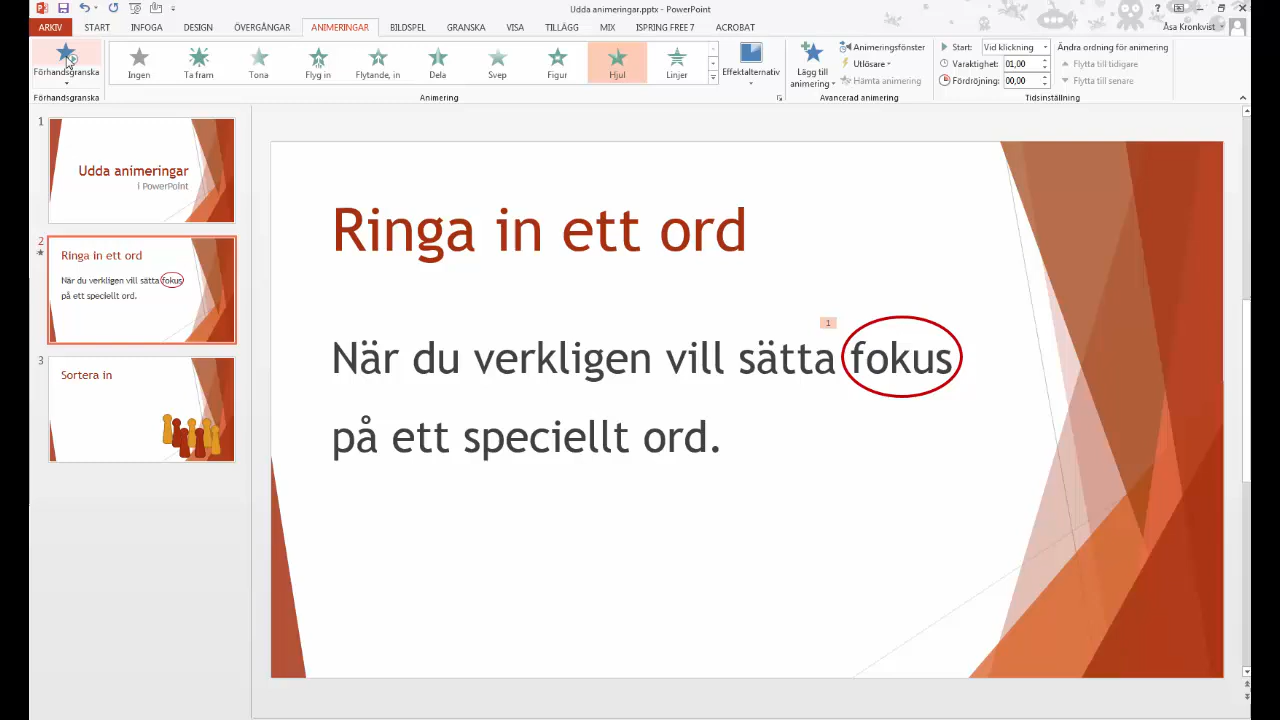 Udda animeringar.pptx - PowerPoint
ARKIV START INFOGA DESIGN ÖVERGÅNGAR ANIMERINGAR BILDSPEL GRANSKA VISA TILLÄGG MIX ISPRING FREE 7 ACROBAT Åsa Kronkvist
Förhandsgranska
Ingen Ta fram Tona Flyg in Flytande, in Dela Svep Figur Hjul Linjer
Effektalternativ
Lägg till
animering
Animeringsfönster
Utlösare
Hämta animering
Start: Vid klickning
Varaktighet: 01,00
Fördröjning: 00,00
Ändra ordning för animering
Flytta till tidigare
Flytta till senare
Förhandsgranska Animering Avancerad animering Tidsinställning
1
Udda animeringar
i PowerPoint
2
Ringa in ett ord
När du verkligen vill sätta fokus
på ett speciellt ord.
3
Sortera in
Ringa in ett ord
1
När du verkligen vill sätta fokus
på ett speciellt ord.